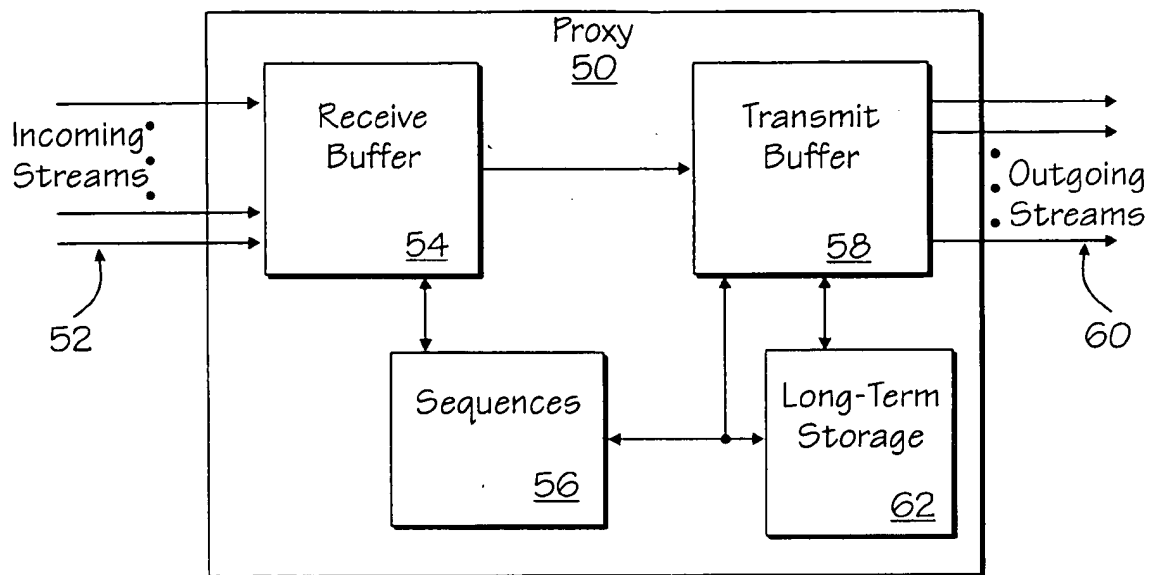 Proxy
50
Incoming
Streams
Receive
Buffer
54
Transmit
Buffer
58
Outgoing
Streams
52
60
Sequences
56
Long-Term
Storage
62